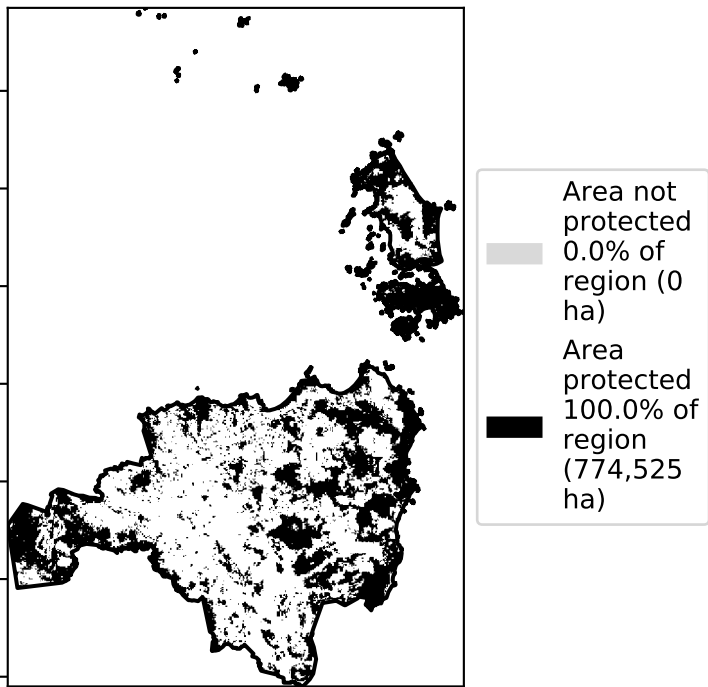 Area not
protected
0.0% of
region (0
ha)
Area
protected
100.0% of
region
(774,525
ha)